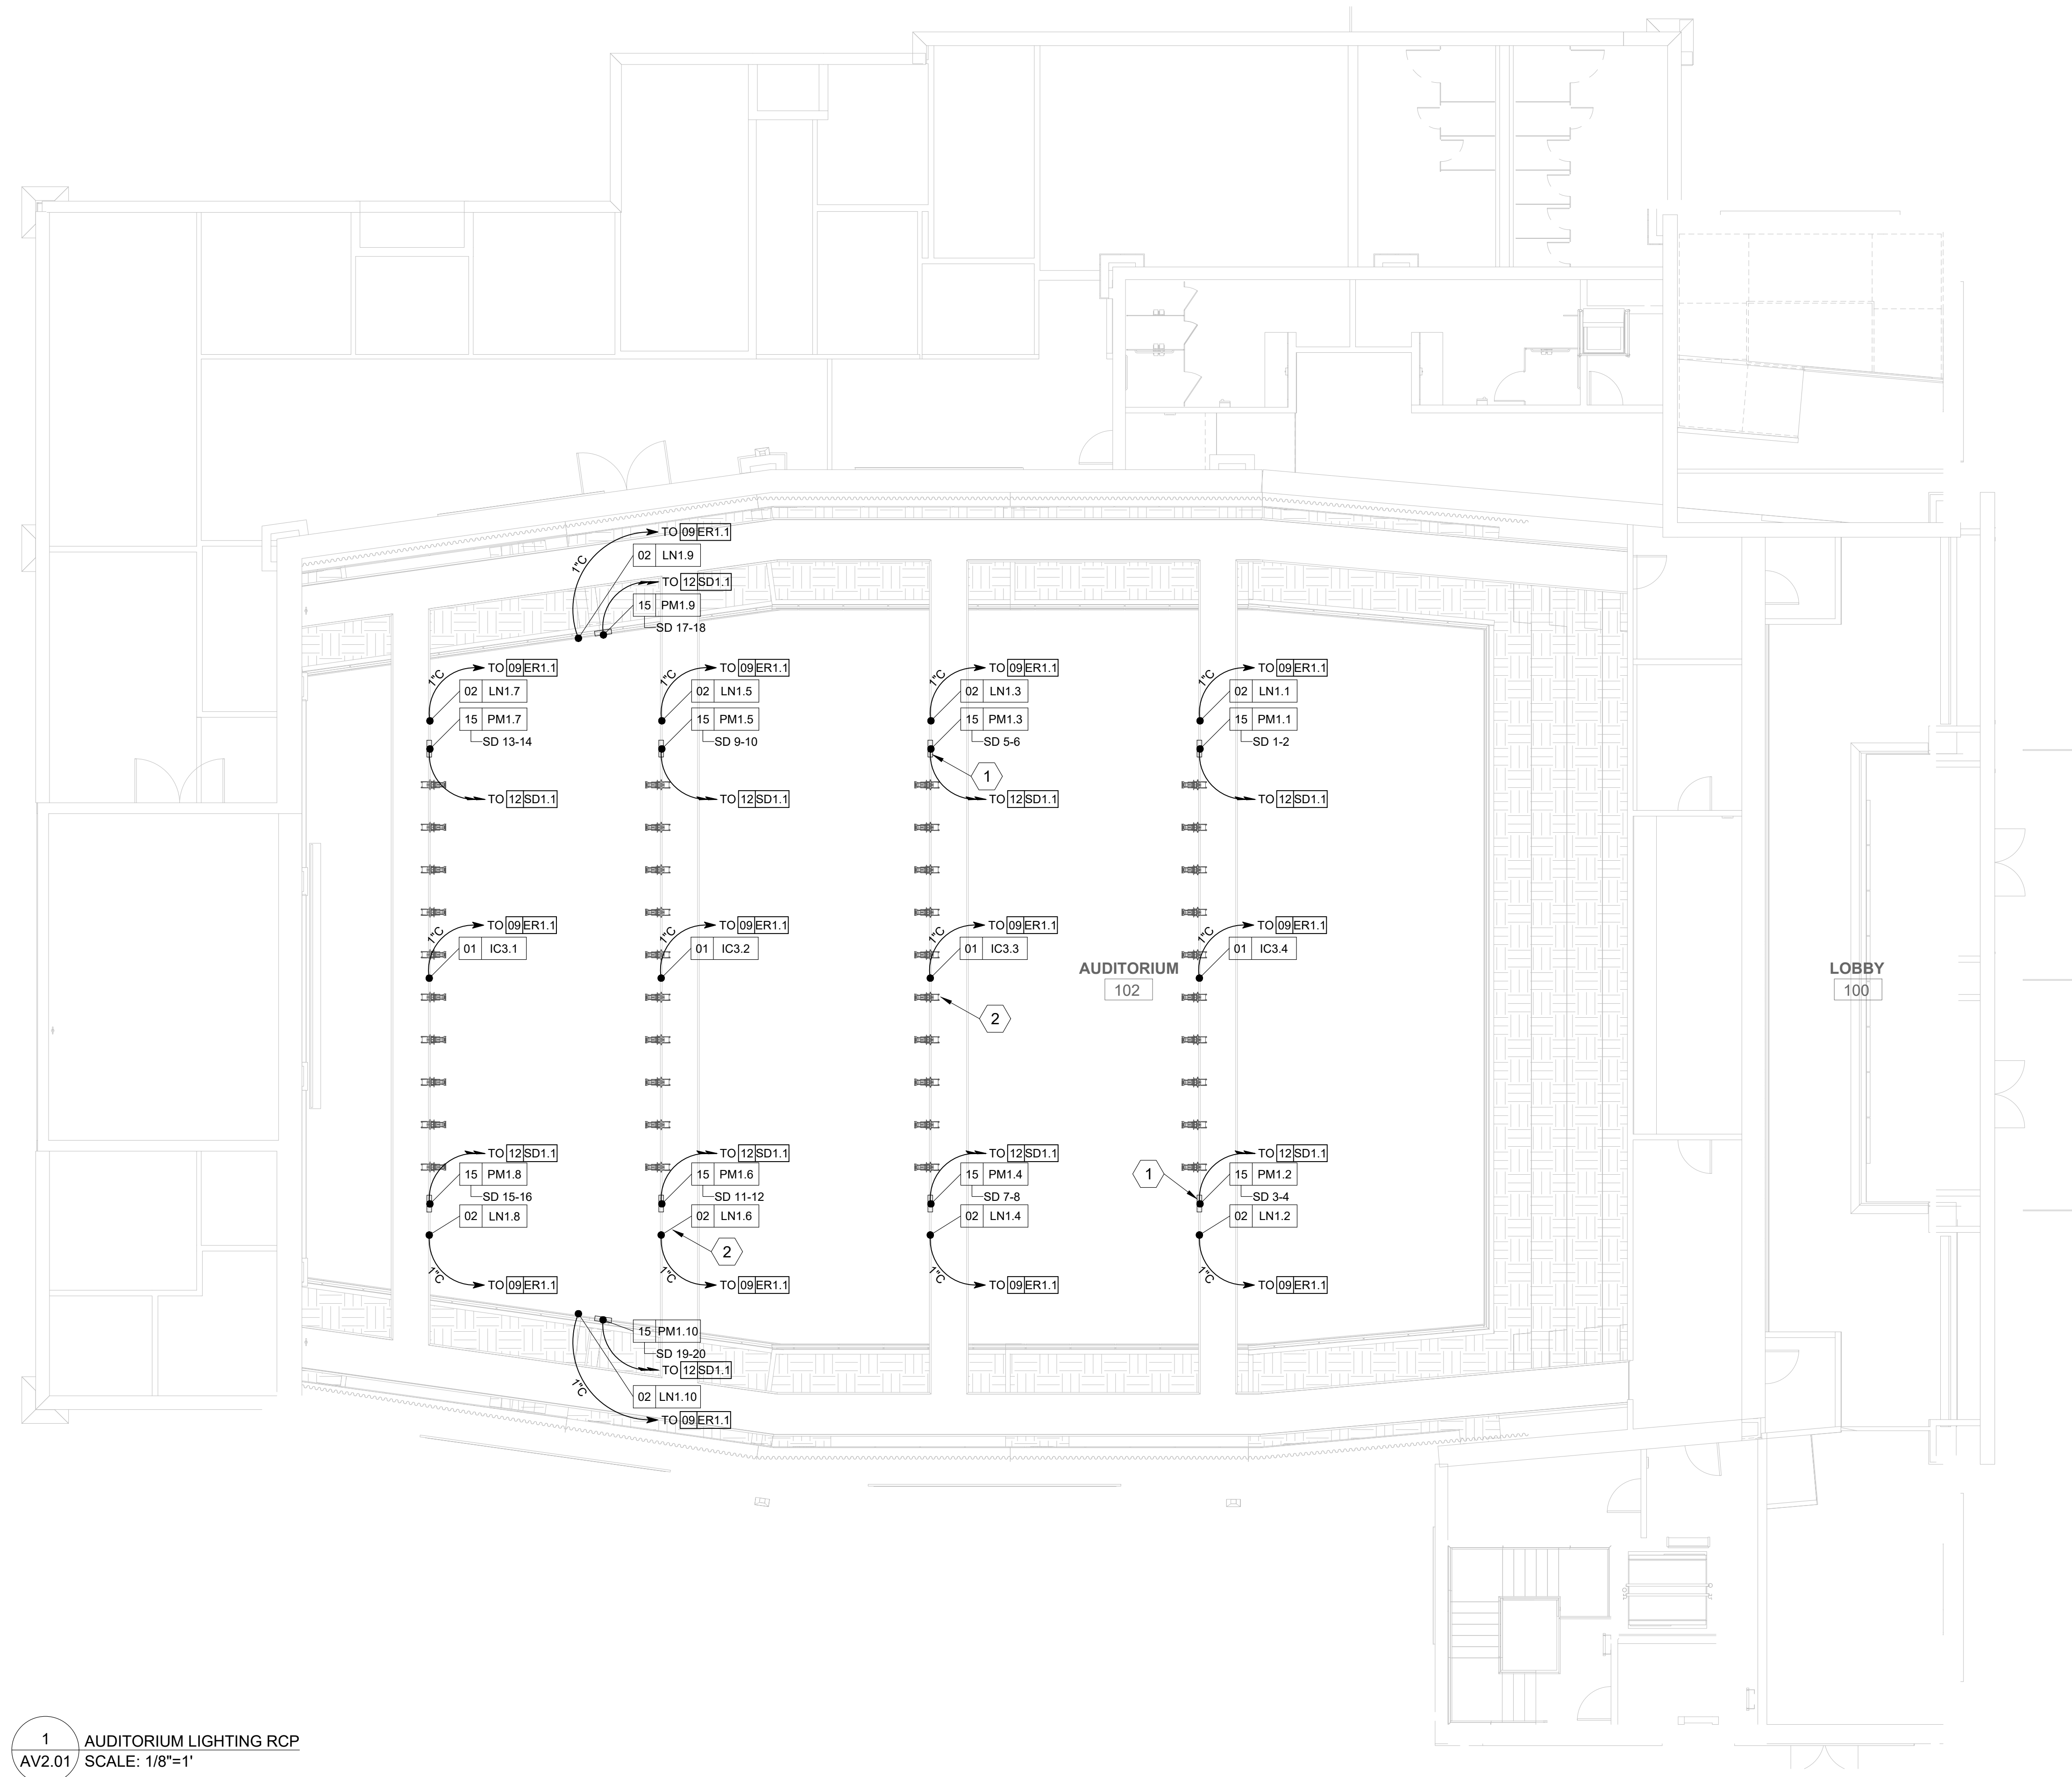 TO 09 ER1.1
1"C
02 LN1.9
TO 12 SD1.1
15 PM1.9
SD 17-18
TO 09 ER1.1
1"C
02 LN1.7
15 PM1.7
SD 13-14
TO 12 SD1.1
TO 09 ER1.1
1"C
02 LN1.5
15 PM1.5
SD 9-10
TO 12 SD1.1
TO 09 ER1.1
1"C
02 LN1.3
15 PM1.3
SD 5-6
1
TO 12 SD1.1
TO 09 ER1.1
1"C
02 LN1.1
15 PM1.1
SD 1-2
TO 12 SD1.1
TO 09 ER1.1
1"C
01 IC3.1
TO 09 ER1.1
1"C
01 IC3.2
TO 09 ER1.1
1"C
01 IC3.3
2
TO 09 ER1.1
1"C
01 IC3.4
AUDITORIUM
102
LOBBY
100
TO 12 SD1.1
15 PM1.8
SD 15-16
02 LN1.8
1"C
TO 09 ER1.1
TO 12 SD1.1
15 PM1.6
SD 11-12
02 LN1.6
2
1"C
TO 09 ER1.1
TO 12 SD1.1
15 PM1.4
SD 7-8
02 LN1.4
1"C
TO 09 ER1.1
1
TO 12 SD1.1
15 PM1.2
SD 3-4
02 LN1.2
1"C
TO 09 ER1.1
15 PM1.10
SD 19-20
TO 12 SD1.1
1"C
02 LN1.10
TO 09 ER1.1
1
AV2.01
AUDITORIUM LIGHTING RCP
SCALE: 1/8"=1'